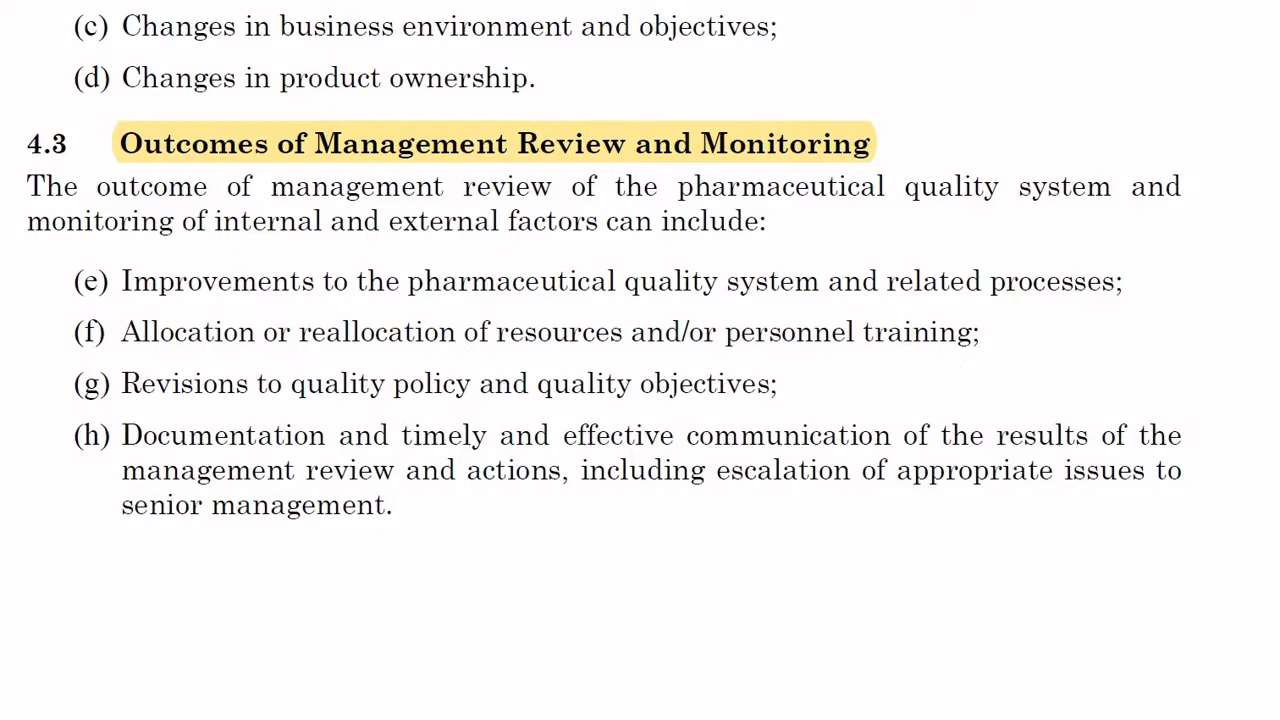 (c) Changes in business environment and objectives;
(d) Changes in product ownership.
4.3 Outcomes of Management Review and Monitoring
The outcome of management review of the pharmaceutical quality system and
monitoring of internal and external factors can include:
(e) Improvements to the pharmaceutical quality system and related processes;
(f) Allocation or reallocation of resources and/or personnel training;
(g) Revisions to quality policy and quality objectives;
(h) Documentation and timely and effective communication of the results of the
management review and actions, including escalation of appropriate issues to
senior management.